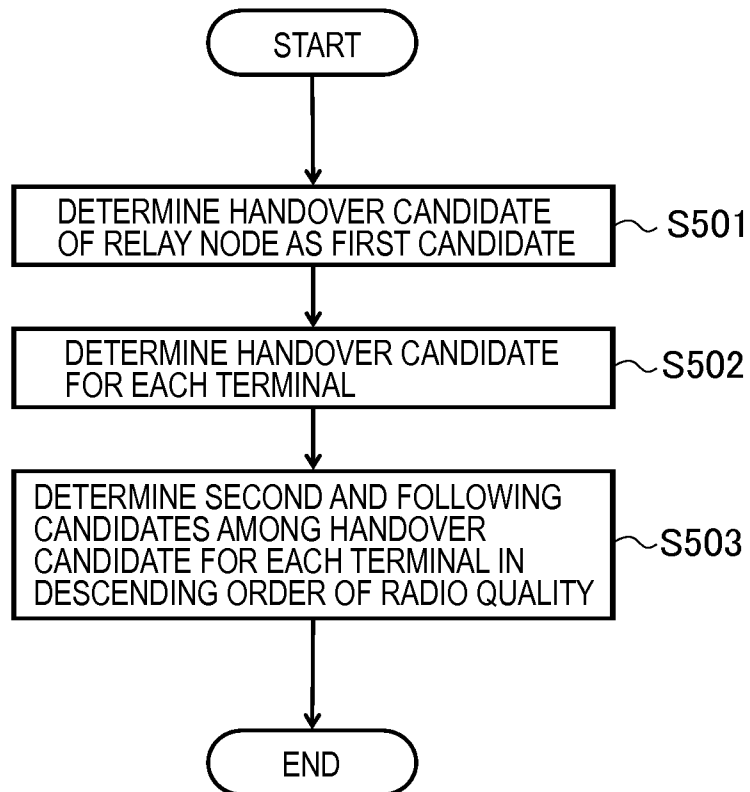 START
DETERMINE HANDOVER CANDIDATE
OF RELAY NODE AS FIRST CANDIDATE
S501
DETERMINE HANDOVER CANDIDATE
FOR EACH TERMINAL
S502
DETERMINE SECOND AND FOLLOWING
CANDIDATES AMONG HANDOVER
CANDIDATE FOR EACH TERMINAL IN
DESCENDING ORDER OF RADIO QUALITY
S503
END